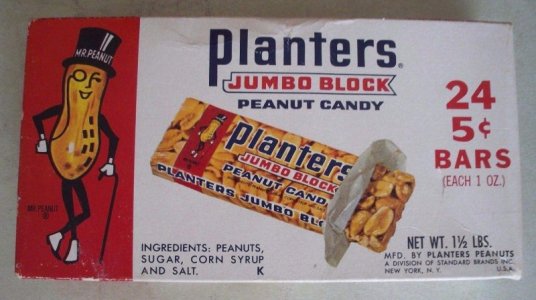 MR. PEANUT
Planters®
JUMBO BLOCK
PEANUT CANDY
24
5¢
BARS
(EACH 1 OZ.)
Planters
JUMBO BLOCK
PEANUT CANDY
PLANTERS JUMBO BLO
MR. PEANUT
®
INGREDIENTS: PEANUTS,
SUGAR, CORN SYRUP
AND SALT. K
NET WT. 1½ LBS.
MFD. BY PLANTERS PEANUTS
A DIVISION OF STANDARD BRANDS INC.
NEW YORK, N. Y. U.S.A.